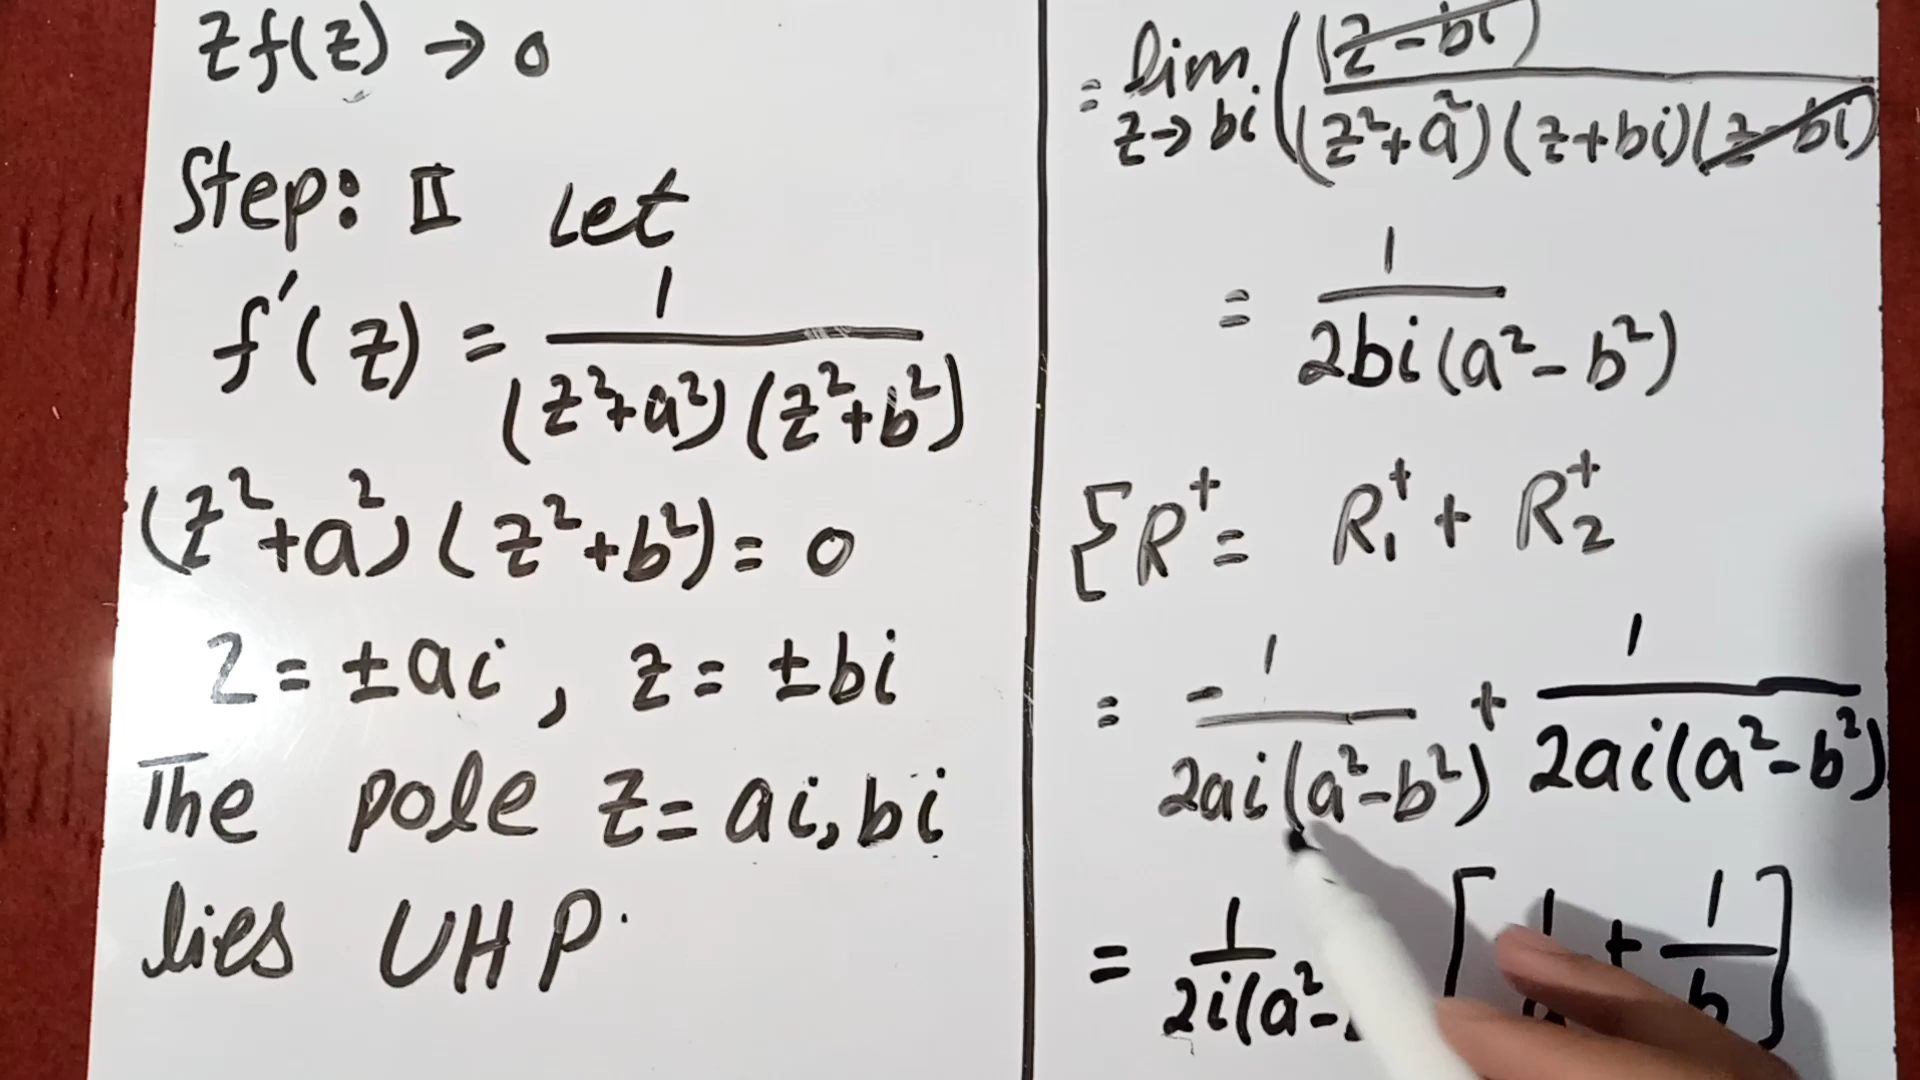 z f(z) → 0
Step: II Let
f'(z) = 1 / (z²+a²)(z²+b²)
(z²+a²)(z²+b²) = 0
z = ±ai, z = ±bi
The pole z = ai, bi
lies UHP.
= lim z→bi ( (z-bi) / (z²+a²)(z+bi)(z-bi)
= 1 / 2bi(a²-b²)
ΣR⁺ = R₁⁺ + R₂⁺
= -1 / 2ai(a²-b²) + 1 / 2ai(a²-b²)
= 1 / 2i(a²- [ + 1/b ]